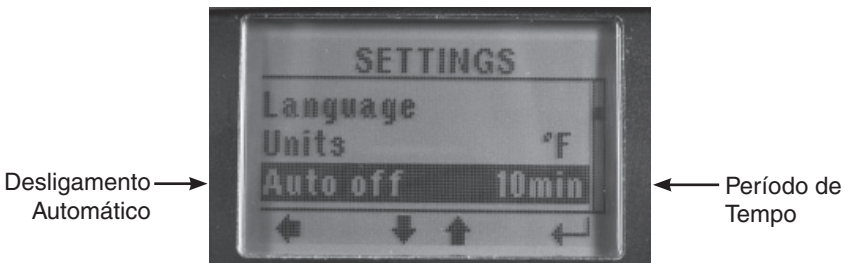 SETTINGS
Language
Units °F
Desligamento Automático
Auto off 10min
Período de Tempo